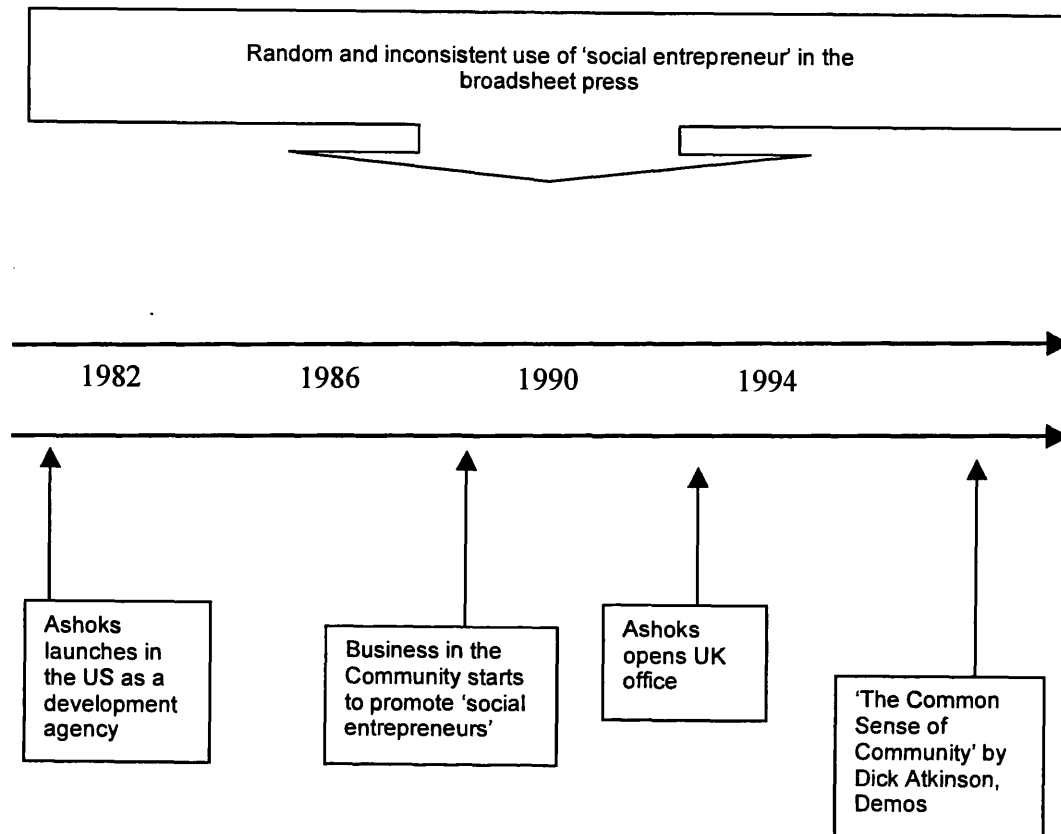 Random and inconsistent use of ‘social entrepreneur’ in the
broadsheet press
1982 1986 1990 1994
Ashoks
launches in
the US as a
development
agency
Business in the
Community starts
to promote ‘social
entrepreneurs’
Ashoks
opens UK
office
‘The Common
Sense of
Community’ by
Dick Atkinson,
Demos